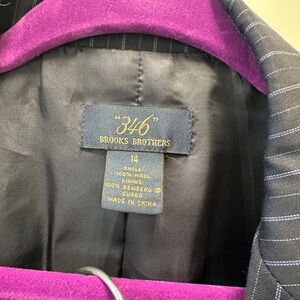 "346"
BROOKS BROTHERS
14
SHELL:
100% WOOL
LINING:
100% BEMBERG ®
CUPRO
MADE IN CHINA